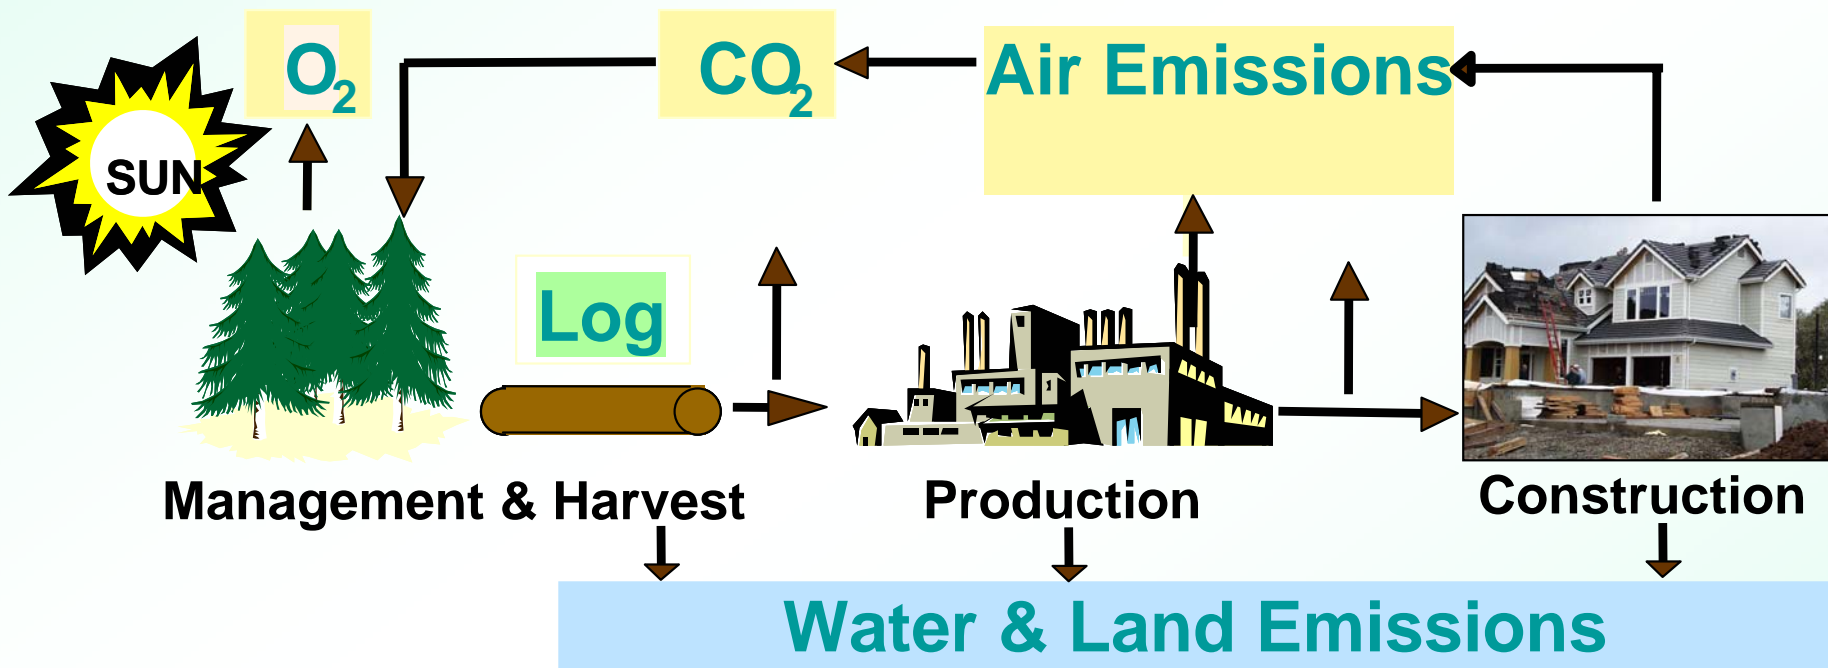 O2
CO2
Air Emissions
SUN
Log
Management & Harvest
Production
Construction
Water & Land Emissions